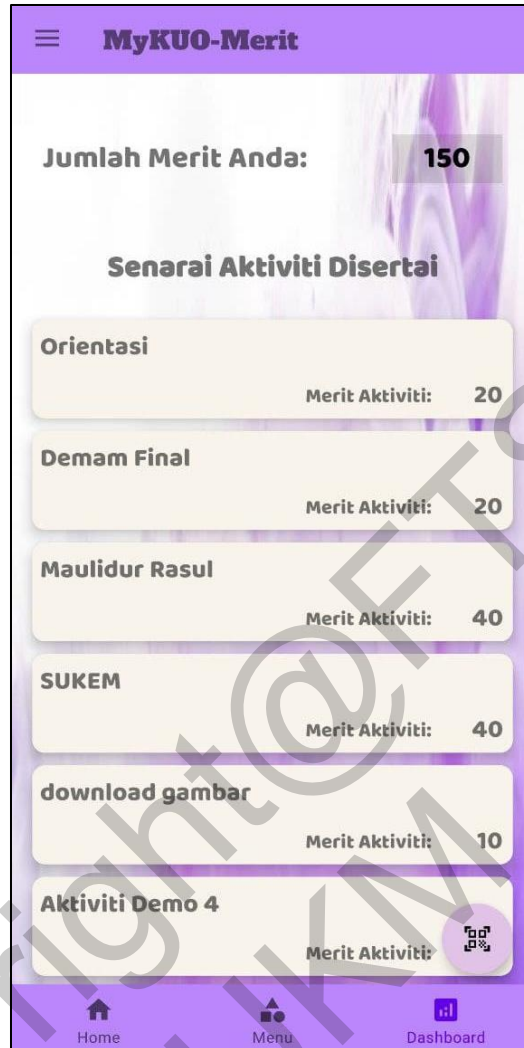 MyKUO-Merit
Jumlah Merit Anda: 150
Senarai Aktiviti Disertai
Orientasi
Merit Aktiviti: 20
Demam Final
Merit Aktiviti: 20
Maulidur Rasul
Merit Aktiviti: 40
SUKEM
Merit Aktiviti: 40
download gambar
Merit Aktiviti: 10
Aktiviti Demo 4
Merit Aktiviti:
Home Menu Dashboard